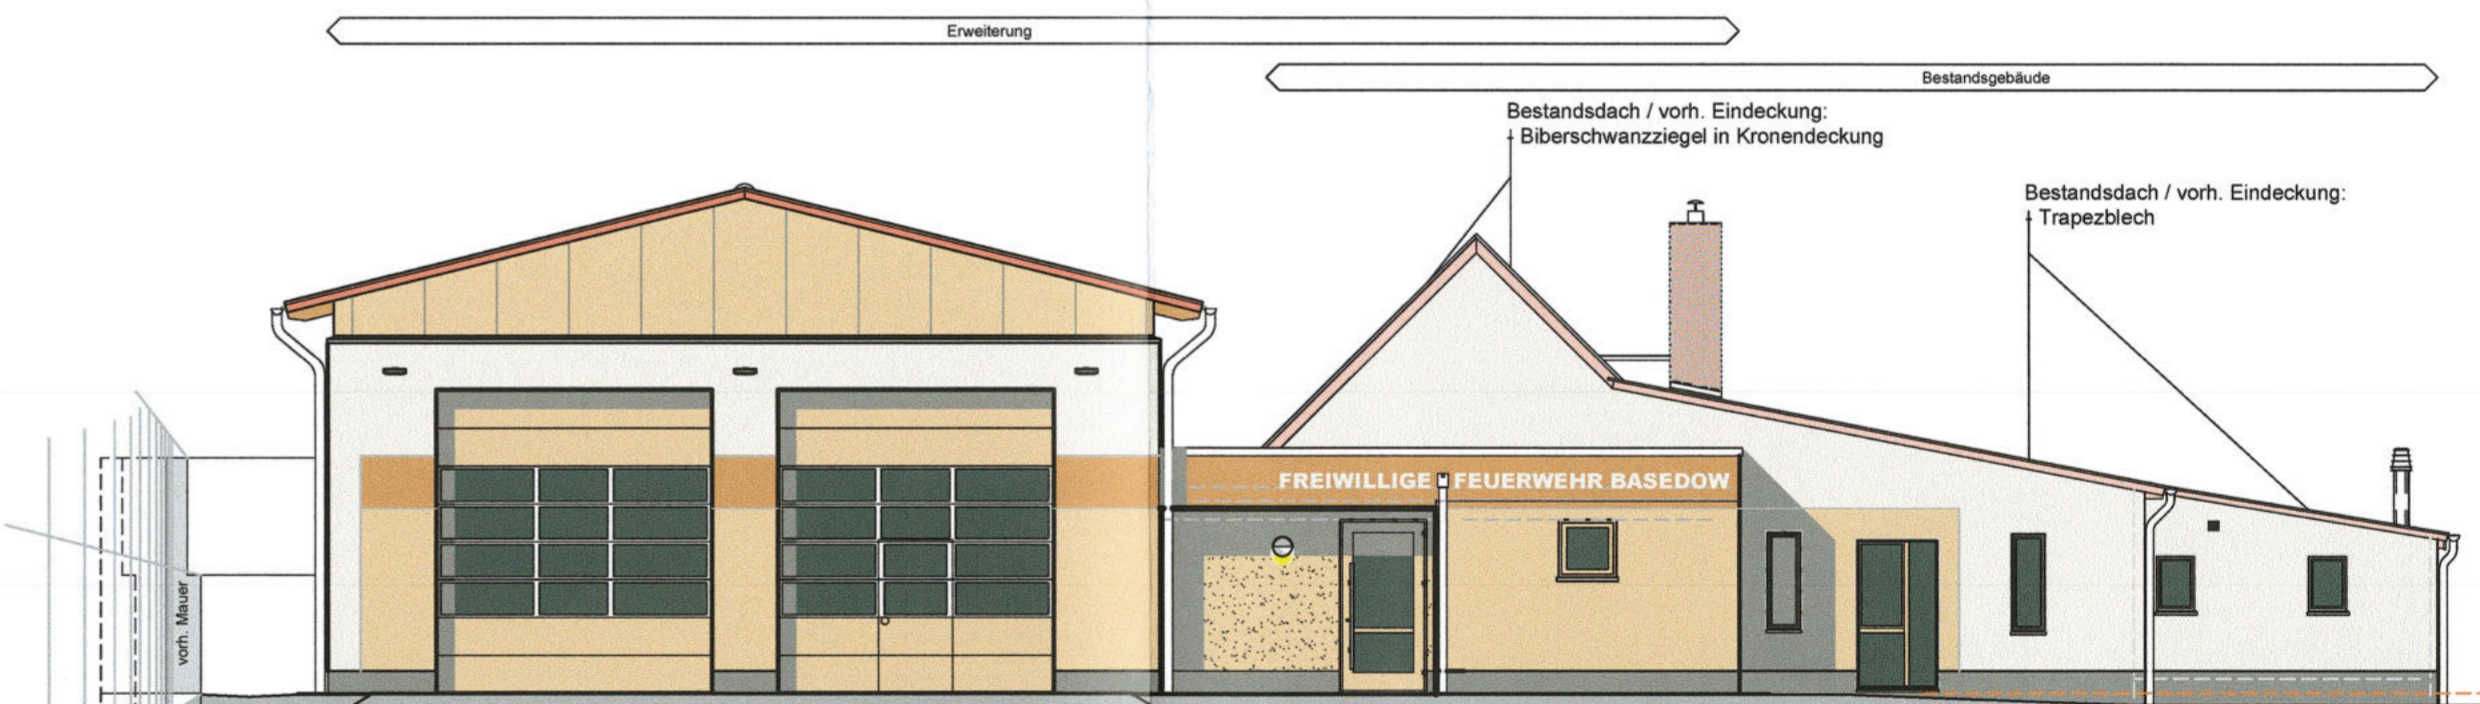 Erweiterung
Bestandsgebäude
Bestandsdach / vorh. Eindeckung:
- Biberschwanzziegel in Kronendeckung
Bestandsdach / vorh. Eindeckung:
- Trapezblech
FREIWILLIGE FEUERWEHR BASEDOW
vorh. Mauer